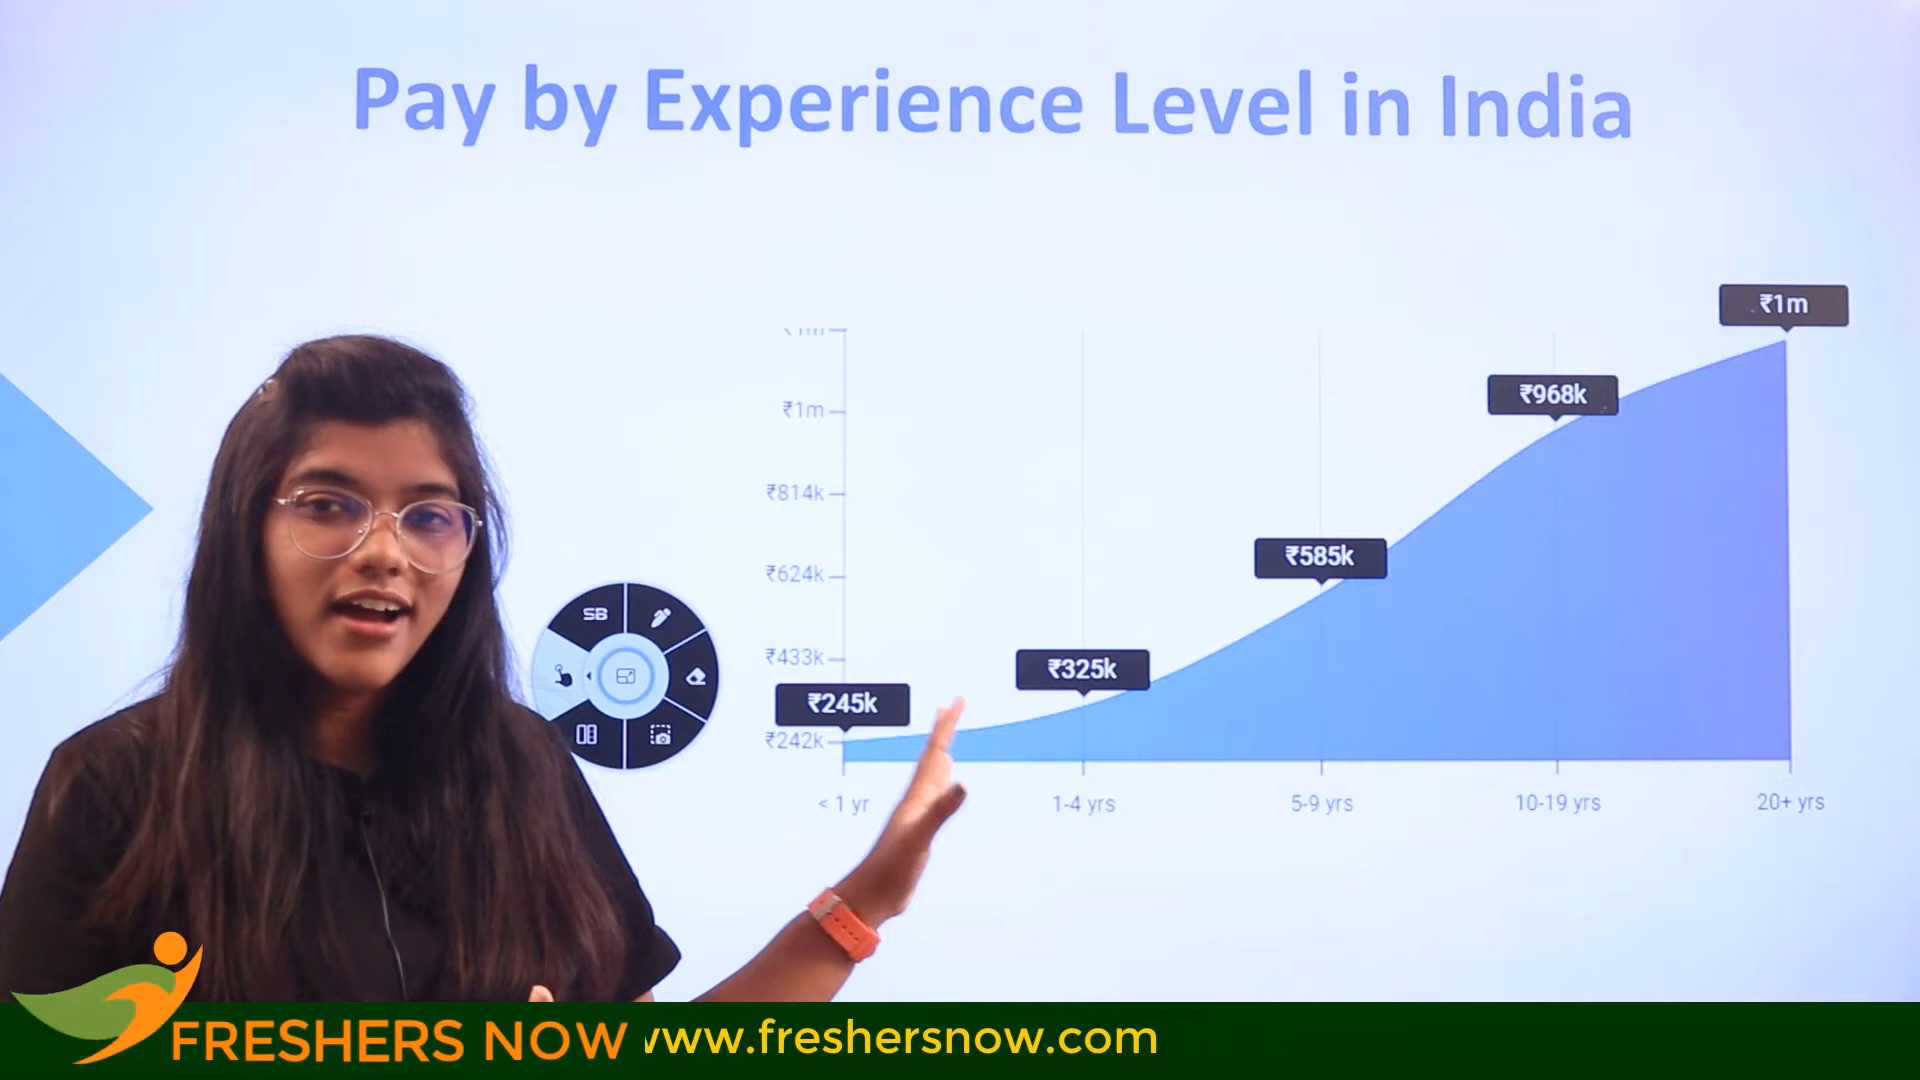 Pay by Experience Level in India
₹1m
₹968k
₹1m
₹814k
₹585k
₹624k
₹433k
₹325k
₹245k
₹242k
SB
< 1 yr
1-4 yrs
5-9 yrs
10-19 yrs
20+ yrs
FRESHERS NOW
www.freshersnow.com